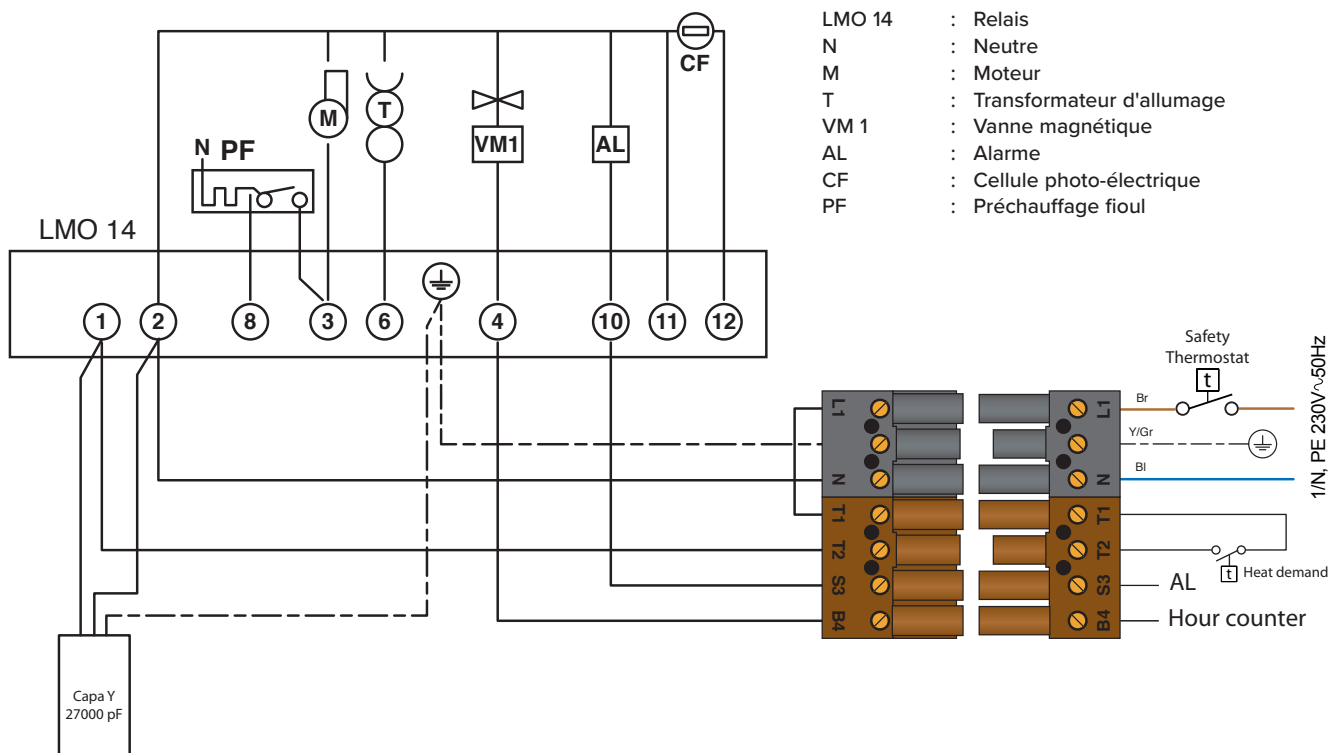 LMO 14 : Relais
N : Neutre
M : Moteur
T : Transformateur d'allumage
VM 1 : Vanne magnétique
AL : Alarme
CF : Cellule photo-électrique
PF : Préchauffage fioul
CF
M
T
VM1
AL
N PF
LMO 14
1 2 8 3 6 4 10 11 12
Safety
Thermostat
t
1/N, PE 230V~50Hz
L1
N
T1
T2
S3
B4
L1
N
T1
T2
S3
B4
Br
Y/Gr
Bl
t Heat demand
AL
Hour counter
Capa Y
27000 pF